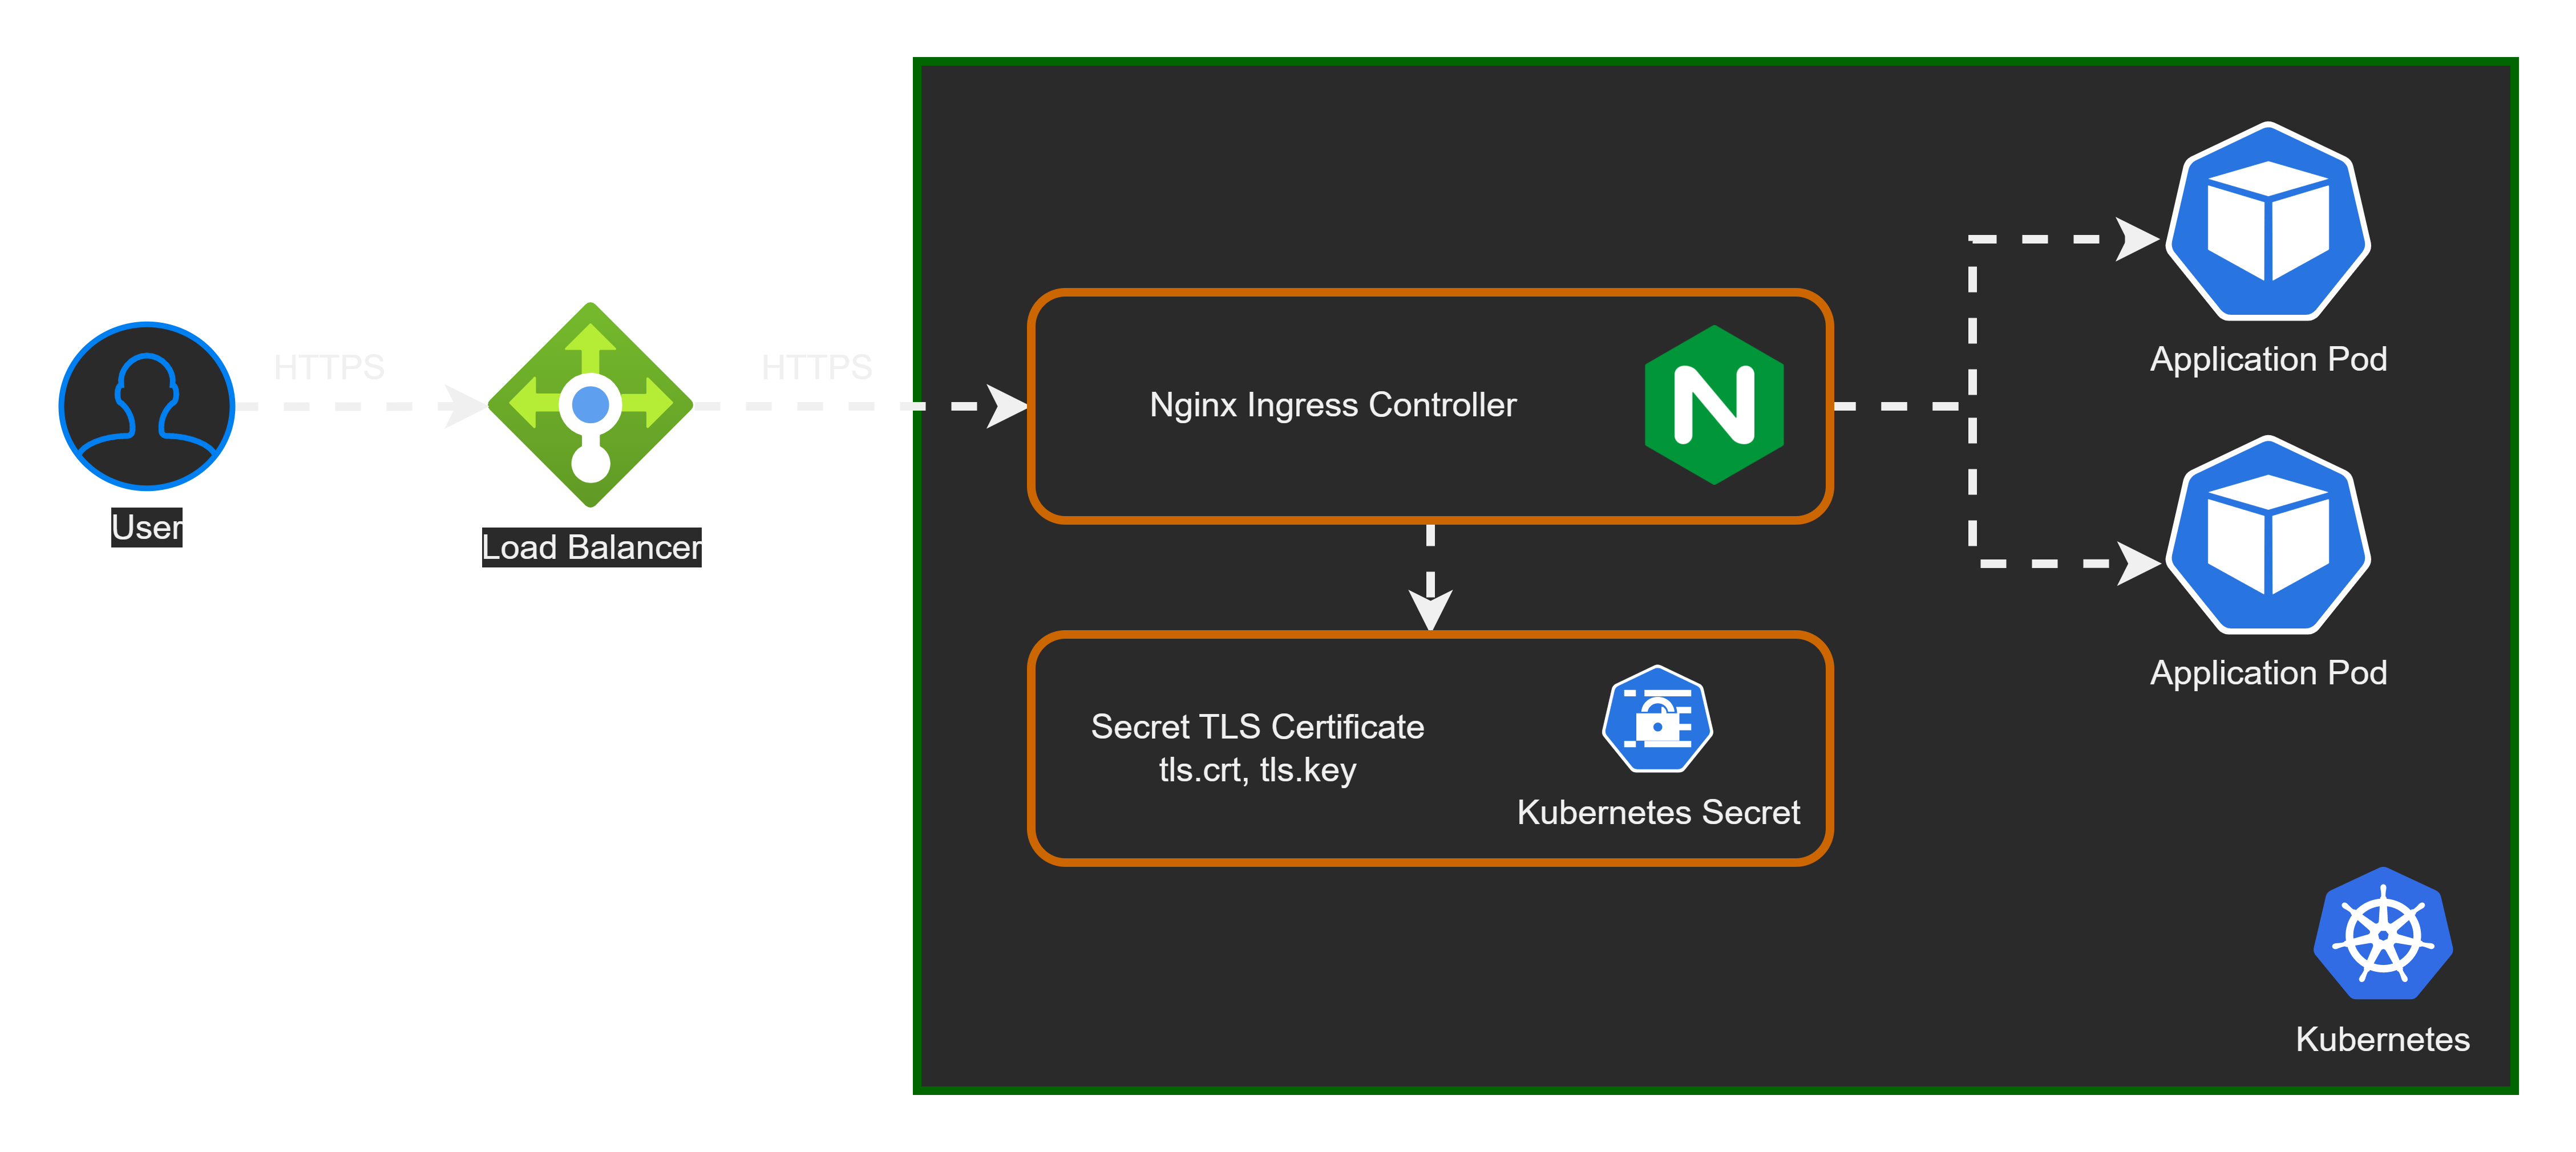 HTTPS
HTTPS
User
Load Balancer
Nginx Ingress Controller
Secret TLS Certificate
tls.crt, tls.key
Kubernetes Secret
Application Pod
Application Pod
Kubernetes